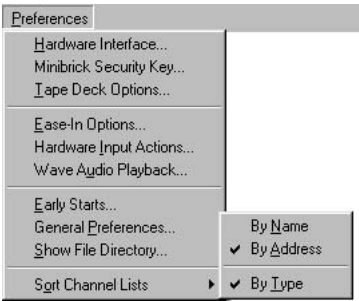 Preferences
Hardware Interface...
Minibrick Security Key...
Tape Deck Options...
Ease-In Options...
Hardware Input Actions...
Wave Audio Playback...
Early Starts...
General Preferences...
Show File Directory...
Sort Channel Lists
By Name
By Address
By Type